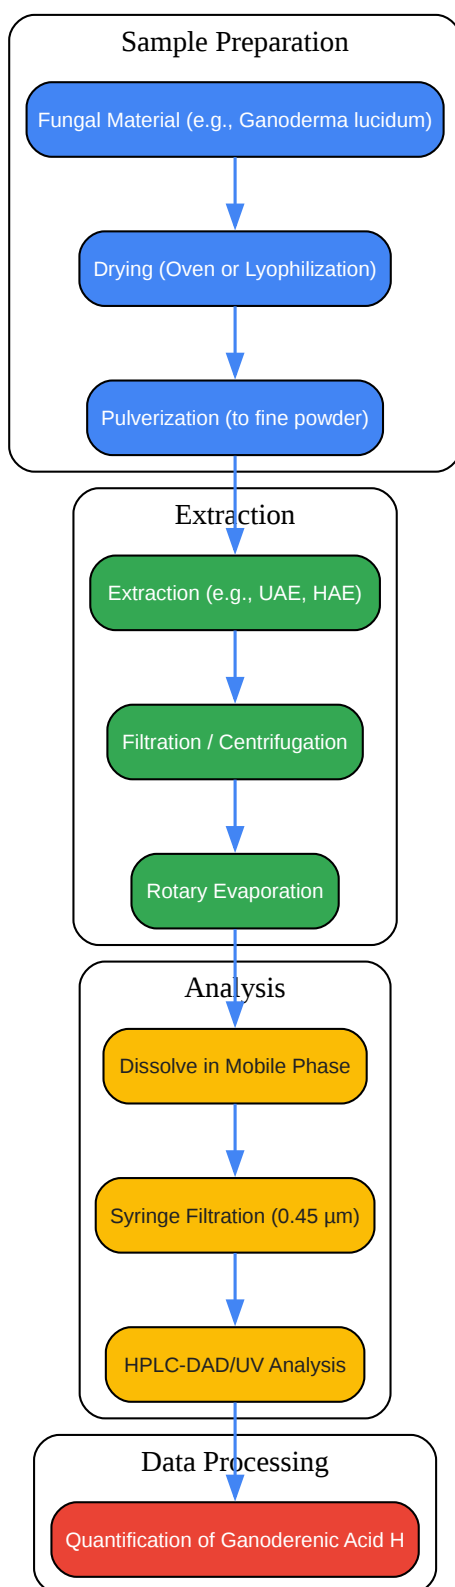 Sample Preparation
Fungal Material (e.g., Ganoderma lucidum)
Drying (Oven or Lyophilization)
Pulverization (to fine powder)
Extraction
Extraction (e.g., UAE, HAE)
Filtration / Centrifugation
Rotary Evaporation
Analysis
Dissolve in Mobile Phase
Syringe Filtration (0.45 µm)
HPLC-DAD/UV Analysis
Data Processing
Quantification of Ganoderenic Acid H